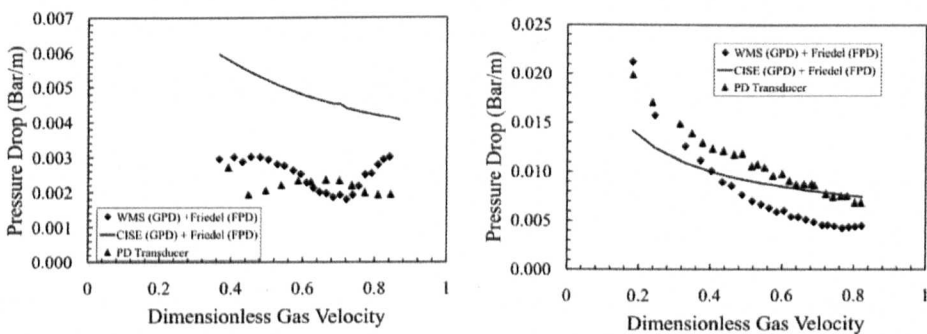 0.007
0.006
0.005
0.004
0.003
0.002
0.001
0.000
Pressure Drop (Bar/m)
WMS (GPD) +Friedel (FPD)
CISE (GPD) + Friedel (FPD)
PD Transducer
0 0.2 0.4 0.6 0.8 1
Dimensionless Gas Velocity
0.025
0.020
0.015
0.010
0.005
0.000
Pressure Drop (Bar/m)
WMS (GPD) + Friedel (FPD)
CISE (GPD) + Friedel (FPD)
PD Transducer
0 0.2 0.4 0.6 0.8 1
Dimensionless Gas Velocity